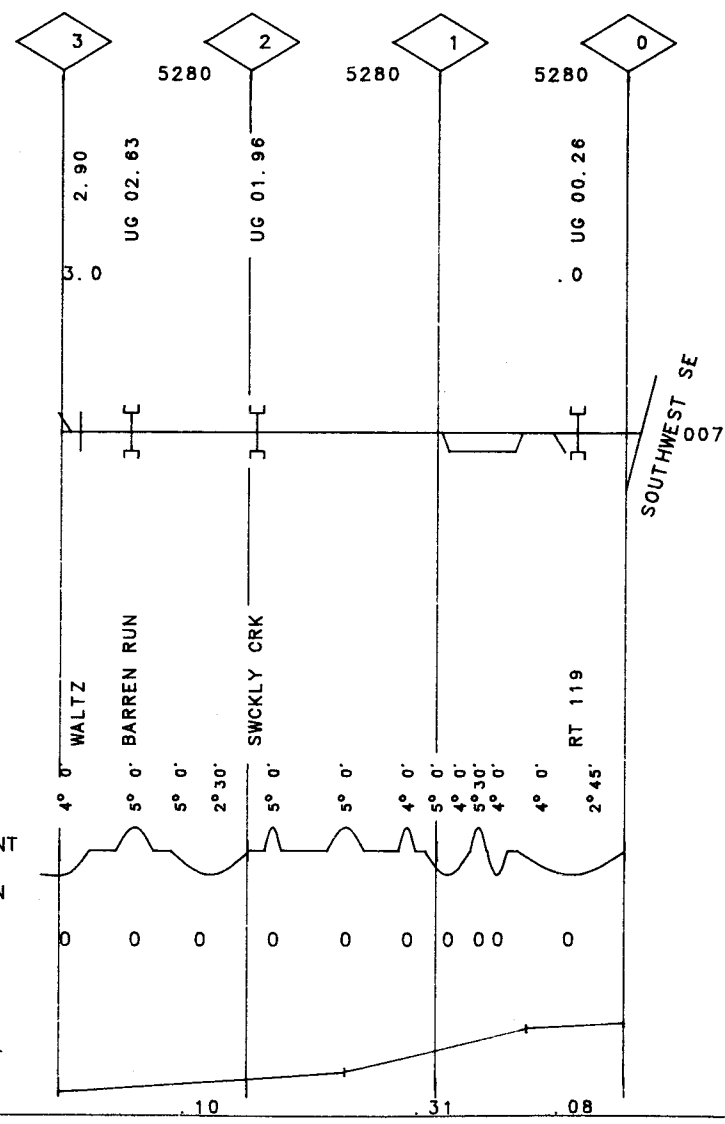 3 2 1 0
5280 5280 5280
2.90
UG 02.63
UG 01.96
UG 00.26
3.0
.0
SOUTHWEST SE
007
WALTZ
BARREN RUN
SWCKLY CRK
RT 119
4° 0'
5° 0'
5° 0'
2° 30'
5° 0'
5° 0'
4° 0'
5° 0'
4° 0'
5° 30'
4° 0'
4° 0'
2° 45'
NT
N
0 0 0 0 0 0 0 0 0 0
.10 .31 .08